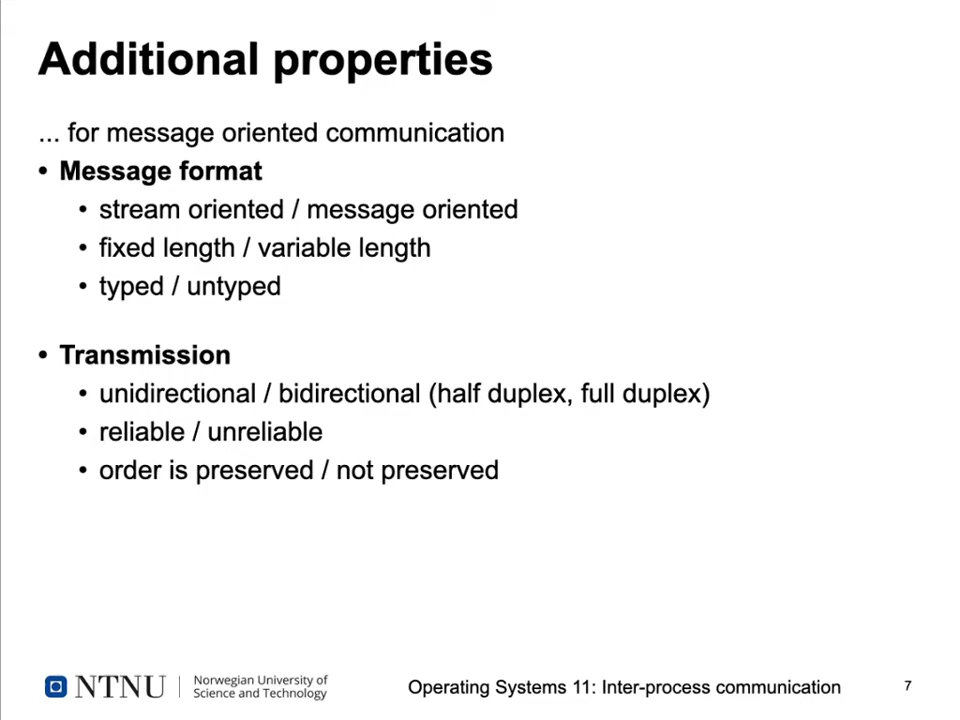 Additional properties
... for message oriented communication
• Message format
• stream oriented / message oriented
• fixed length / variable length
• typed / untyped
• Transmission
• unidirectional / bidirectional (half duplex, full duplex)
• reliable / unreliable
• order is preserved / not preserved
NTNU
Norwegian University of
Science and Technology
Operating Systems 11: Inter-process communication
7